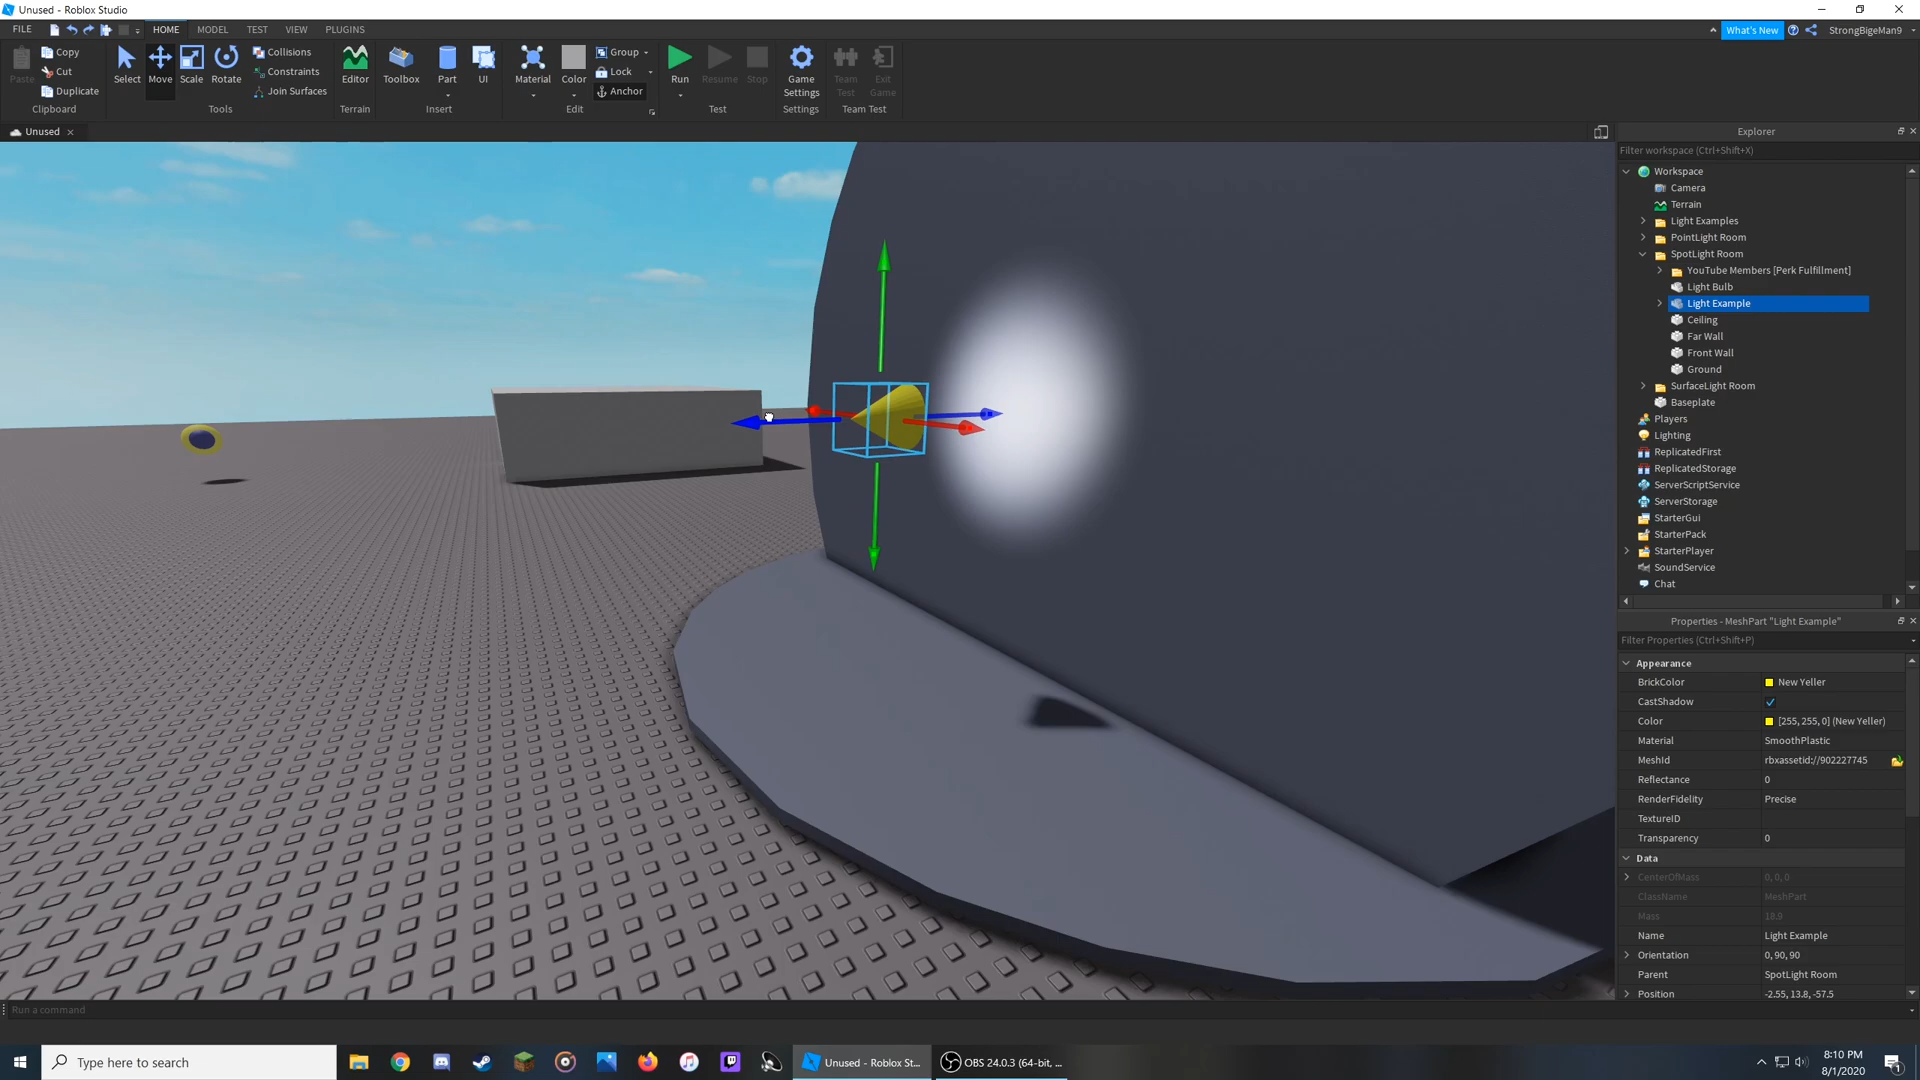 Unused - Roblox Studio
FILE HOME MODEL TEST VIEW PLUGINS What's New StrongBigeMan9
Paste Copy Cut Duplicate Clipboard
Select Move Scale Rotate Collisions Constraints Join Surfaces Tools
Editor Terrain
Toolbox Part UI Insert
Material Color Group Lock Anchor Edit
Run Resume Stop Test
Game Settings Settings
Team Test Exit Game Team Test
Unused
Explorer
Filter workspace (Ctrl+Shift+X)
Workspace
Camera
Terrain
Light Examples
PointLight Room
SpotLight Room
YouTube Members [Perk Fulfillment]
Light Bulb
Light Example
Ceiling
Far Wall
Front Wall
Ground
SurfaceLight Room
Baseplate
Players
Lighting
ReplicatedFirst
ReplicatedStorage
ServerScriptService
ServerStorage
StarterGui
StarterPack
StarterPlayer
SoundService
Chat
Properties - MeshPart "Light Example"
Filter Properties (Ctrl+Shift+P)
Appearance
BrickColor New Yeller
CastShadow
Color [255, 255, 0] (New Yeller)
Material SmoothPlastic
MeshId rbxassetid://902227745
Reflectance 0
RenderFidelity Precise
TextureID
Transparency 0
Data
CenterOfMass 0, 0, 0
ClassName MeshPart
Mass 18.9
Name Light Example
Orientation 0, 90, 90
Parent SpotLight Room
Position -2.55, 13.8, -57.5
Run a command
Type here to search
Unused - Roblox St...
OBS 24.0.3 (64-bit, ...
8:10 PM
8/1/2020
1